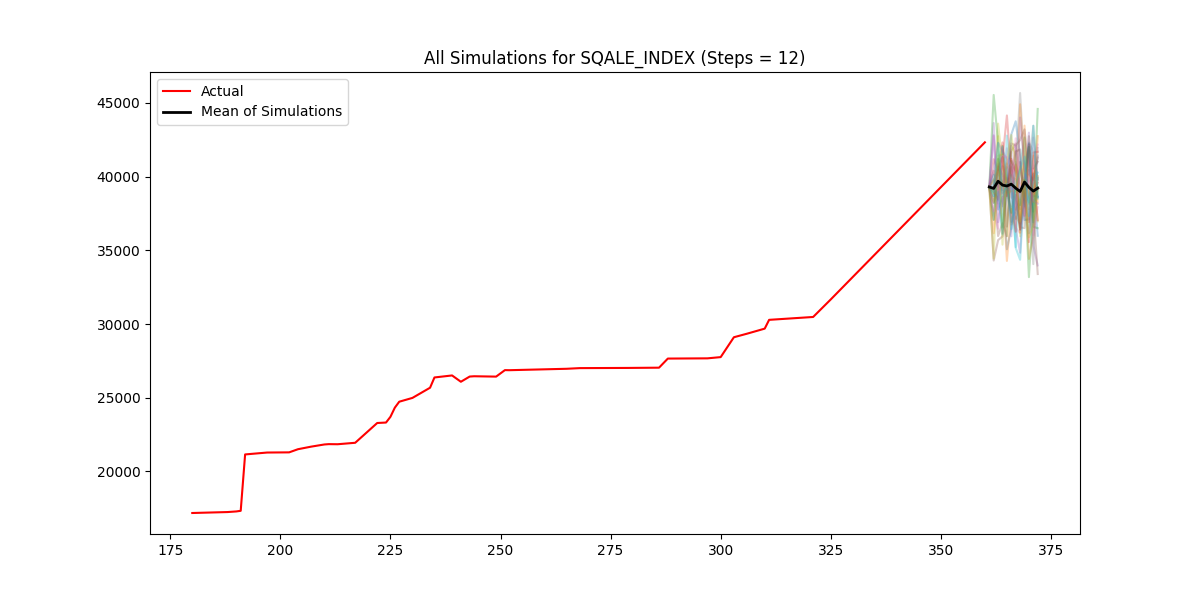 All Simulations for SQALE_INDEX (Steps = 12)
Actual
Mean of Simulations
45000
40000
35000
30000
25000
20000
175 200 225 250 275 300 325 350 375